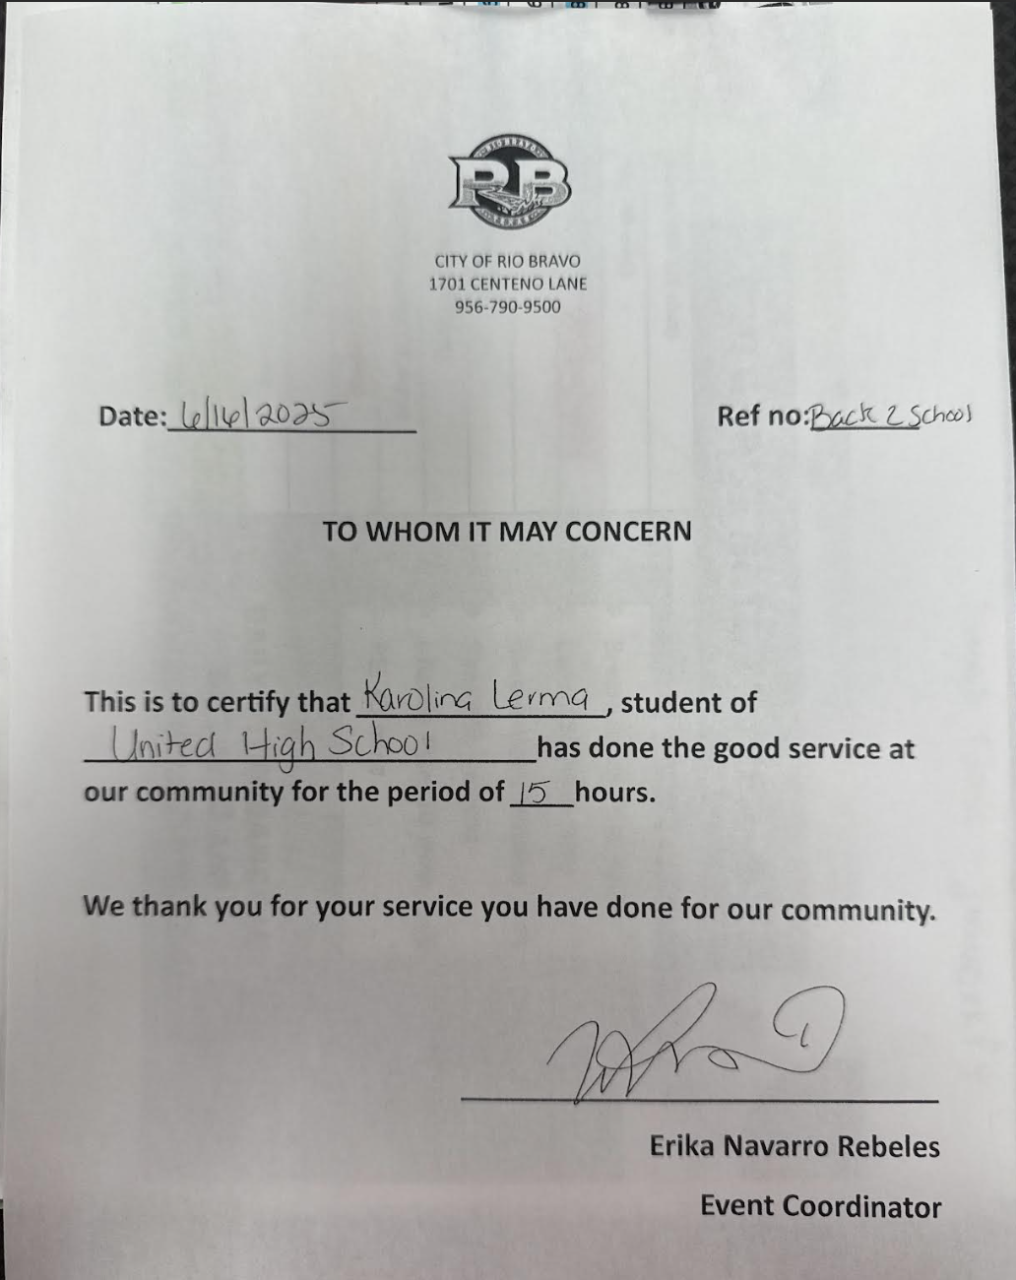 RB
CITY OF RIO BRAVO
1701 CENTENO LANE
956-790-9500
Date: 6/16/2025 Ref no: Back 2 School
TO WHOM IT MAY CONCERN
This is to certify that Karolina Lerma, student of
United High School has done the good service at
our community for the period of 15 hours.
We thank you for your service you have done for our community.
Erika Navarro Rebeles
Event Coordinator